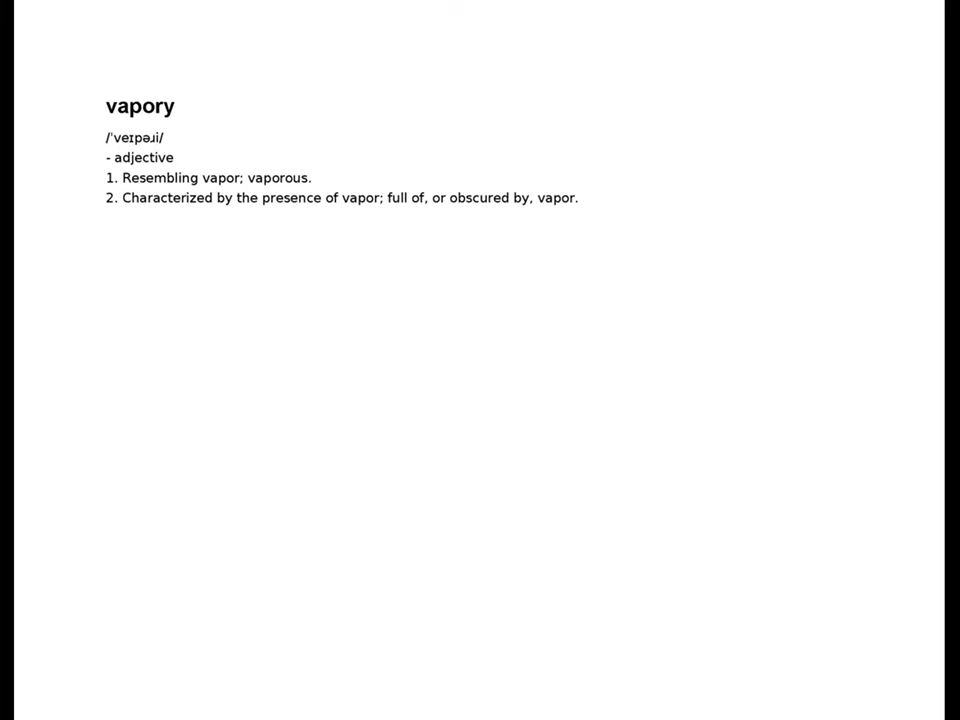 vapory
/ˈveɪpəɹi/
- adjective
1. Resembling vapor; vaporous.
2. Characterized by the presence of vapor; full of, or obscured by, vapor.